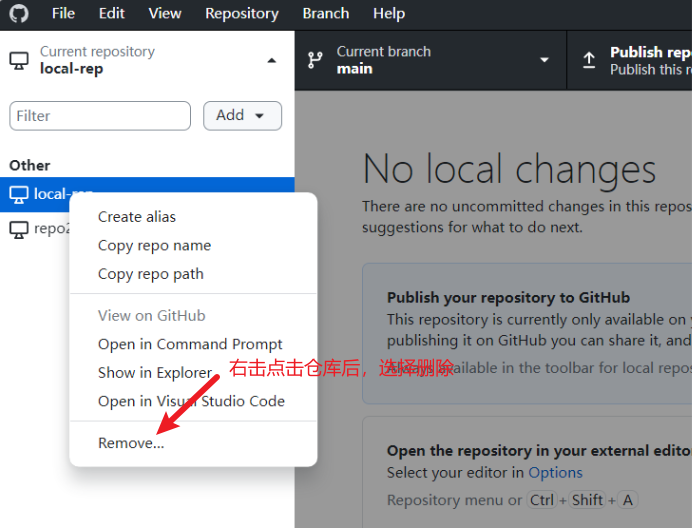 File Edit View Repository Branch Help
Current repository
local-rep
Current branch
main
Publish rep
Publish this r
Filter
Add
Other
local-rep
repo2
Create alias
Copy repo name
Copy repo path
View on GitHub
Open in Command Prompt
Show in Explorer
Open in Visual Studio Code
Remove...
右击点击仓库后，选择删除
No local changes
There are no uncommitted changes in this repos
suggestions for what to do next.
Publish your repository to GitHub
This repository is currently only available on y
publishing it on GitHub you can share it, and
Always available in the toolbar for local repos
Open the repository in your external editor
Select your editor in Options
Repository menu or Ctrl + Shift + A